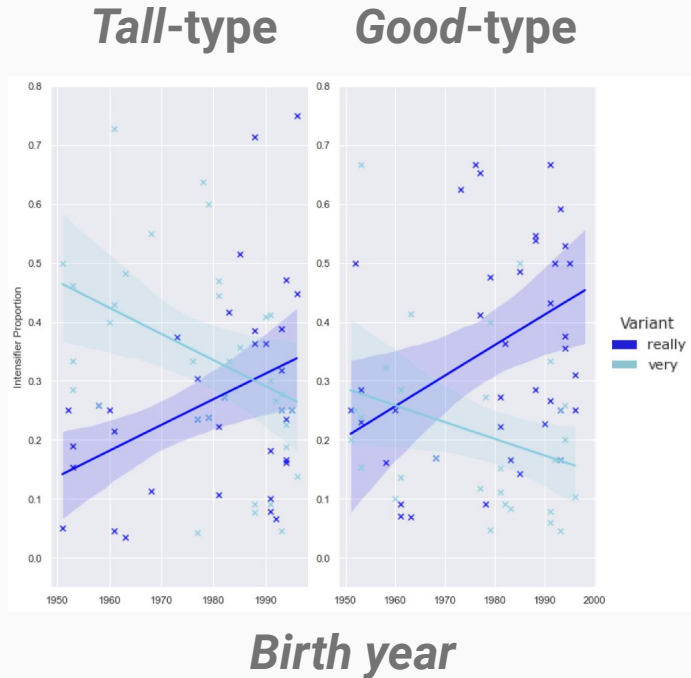 Tall-type
Good-type
0.8
0.7
0.6
0.5
0.4
0.3
0.2
0.1
0.0
Intensifier Proportion
1950 1960 1970 1980 1990
0.8
0.7
0.6
0.5
0.4
0.3
0.2
0.1
0.0
1950 1960 1970 1980 1990 2000
Variant
really
very
Birth year